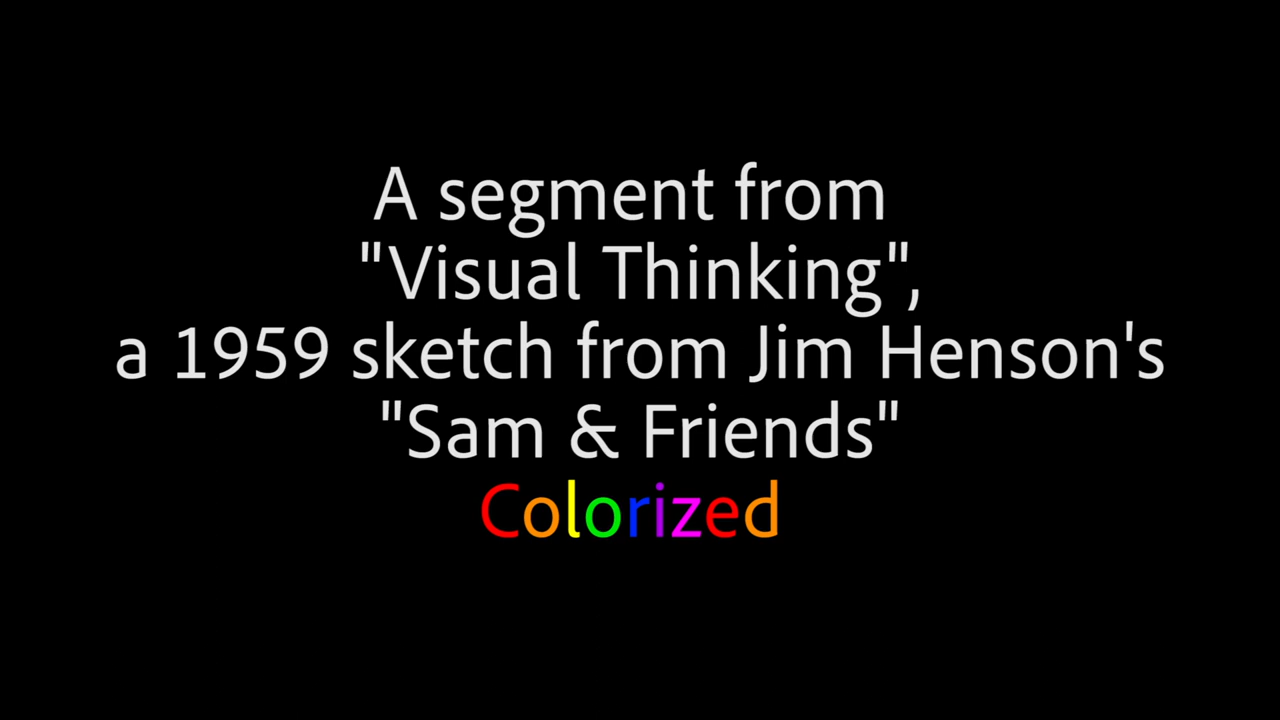 A segment from
"Visual Thinking",
a 1959 sketch from Jim Henson's
"Sam & Friends"
Colorized